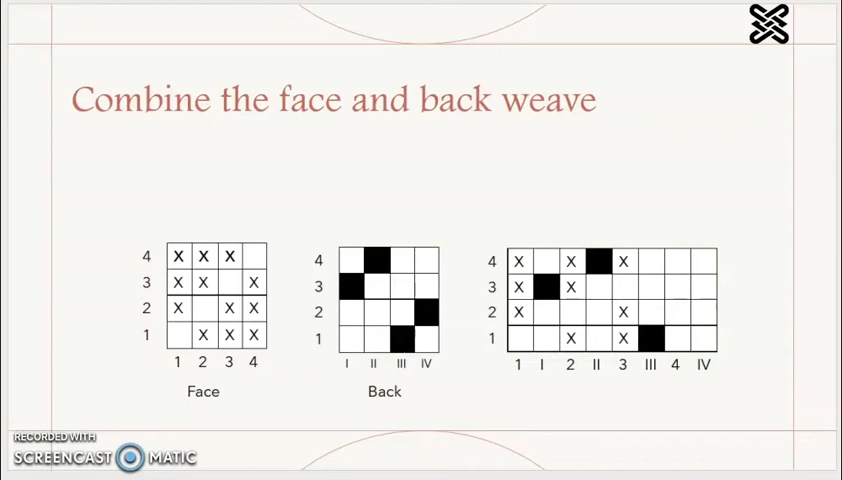 Combine the face and back weave
4 X X X
3 X X X
2 X X X
1 X X X
1 2 3 4
Face
4
3
2
1
I II III IV
Back
4 X X X
3 X X
2 X X
1 X X
1 I 2 II 3 III 4 IV
RECORDED WITH
SCREENCAST MATIC